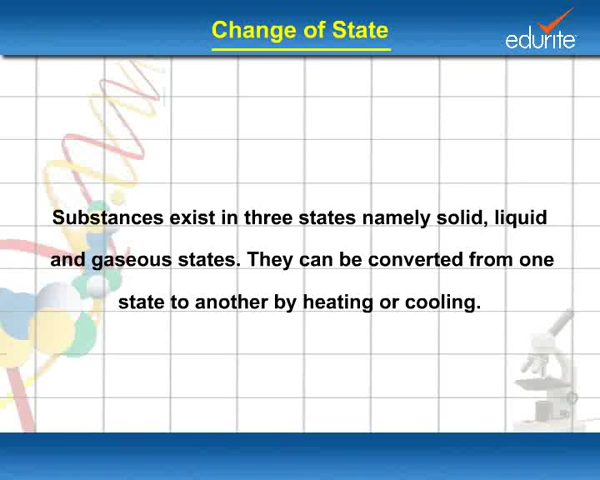 Change of State
edurite
Substances exist in three states namely solid, liquid
and gaseous states. They can be converted from one
state to another by heating or cooling.